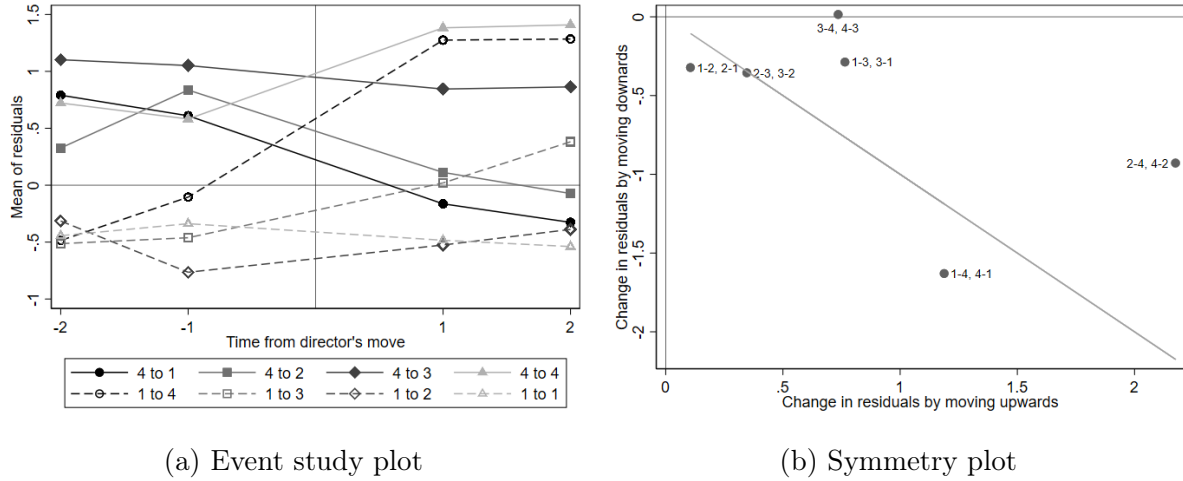 Mean of residuals
1.5
1
.5
0
-.5
-1
-2
-1
1
2
Time from director's move
4 to 1
4 to 2
4 to 3
4 to 4
1 to 4
1 to 3
1 to 2
1 to 1
(a) Event study plot
Change in residuals by moving downards
0
-.5
-1
-1.5
-2
3-4, 4-3
1-3, 3-1
1-2, 2-1
2-3, 3-2
2-4, 4-2
1-4, 4-1
0
.5
1
1.5
2
Change in residuals by moving upwards
(b) Symmetry plot